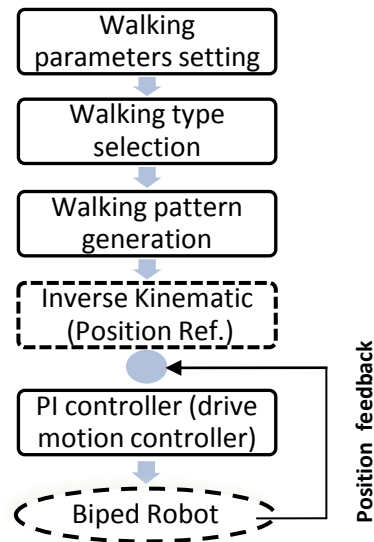 Walking
parameters setting
Walking type
selection
Walking pattern
generation
Inverse Kinematic
(Position Ref.)
PI controller (drive
motion controller)
Biped Robot
Position feedback